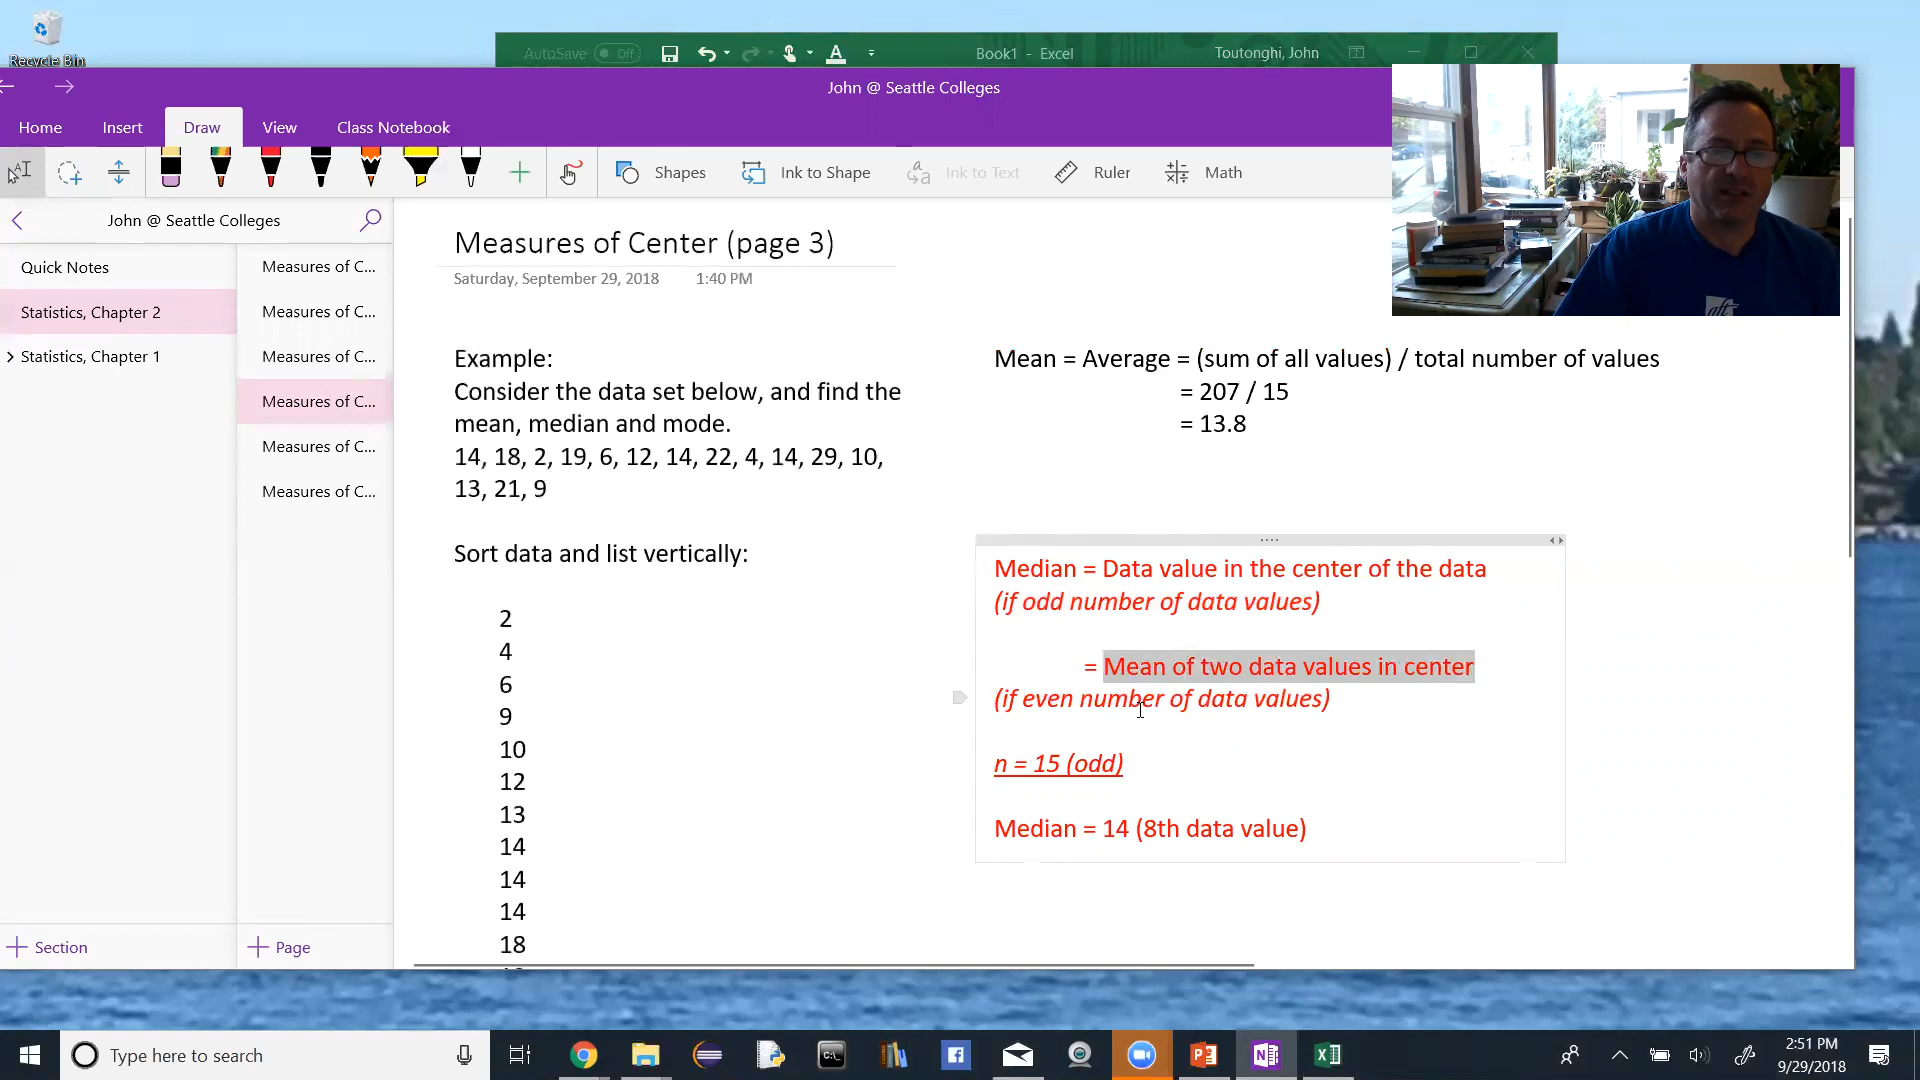 Recycle Bin
AutoSave Off
Book1 - Excel
Toutonghi, John
John @ Seattle Colleges
Home
Insert
Draw
View
Class Notebook
Shapes
Ink to Shape
Ink to Text
Ruler
Math
John @ Seattle Colleges
Quick Notes
Statistics, Chapter 2
Statistics, Chapter 1
Measures of C...
Measures of C...
Measures of C...
Measures of C...
Measures of C...
Measures of C...
Section
Page
Measures of Center (page 3)
Saturday, September 29, 2018 1:40 PM
Example:
Consider the data set below, and find the
mean, median and mode.
14, 18, 2, 19, 6, 12, 14, 22, 4, 14, 29, 10,
13, 21, 9
Sort data and list vertically:
2
4
6
9
10
12
13
14
14
14
18
Mean = Average = (sum of all values) / total number of values
= 207 / 15
= 13.8
Median = Data value in the center of the data
(if odd number of data values)
= Mean of two data values in center
(if even number of data values)
n = 15 (odd)
Median = 14 (8th data value)
Type here to search
2:51 PM
9/29/2018